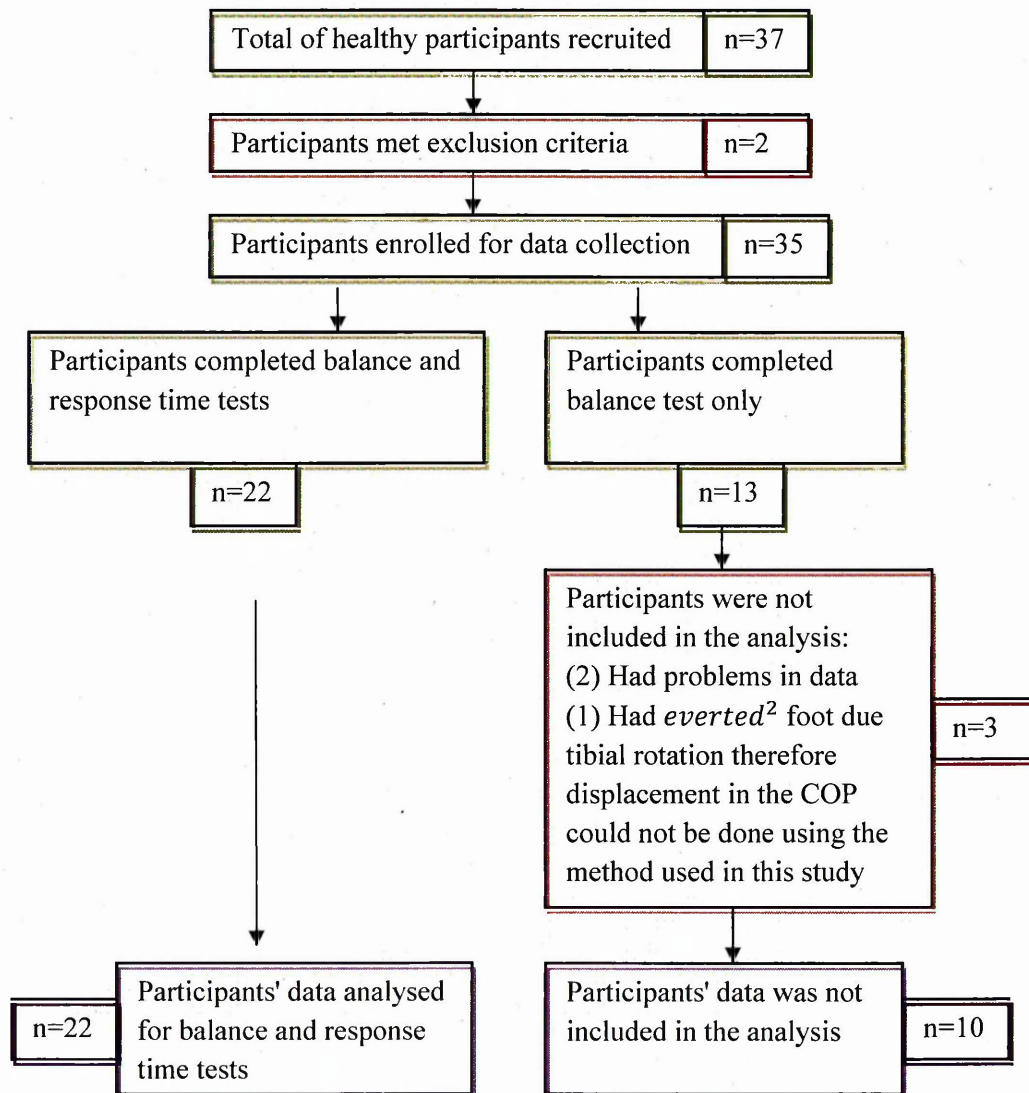 Total of healthy participants recruited
n=37
Participants met exclusion criteria
n=2
Participants enrolled for data collection
n=35
Participants completed balance and
response time tests
n=22
Participants completed
balance test only
n=13
Participants were not
included in the analysis:
(2) Had problems in data
(1) Had everted² foot due
tibial rotation therefore
displacement in the COP
could not be done using the
method used in this study
n=3
n=22
Participants' data analysed
for balance and response
time tests
Participants' data was not
included in the analysis
n=10